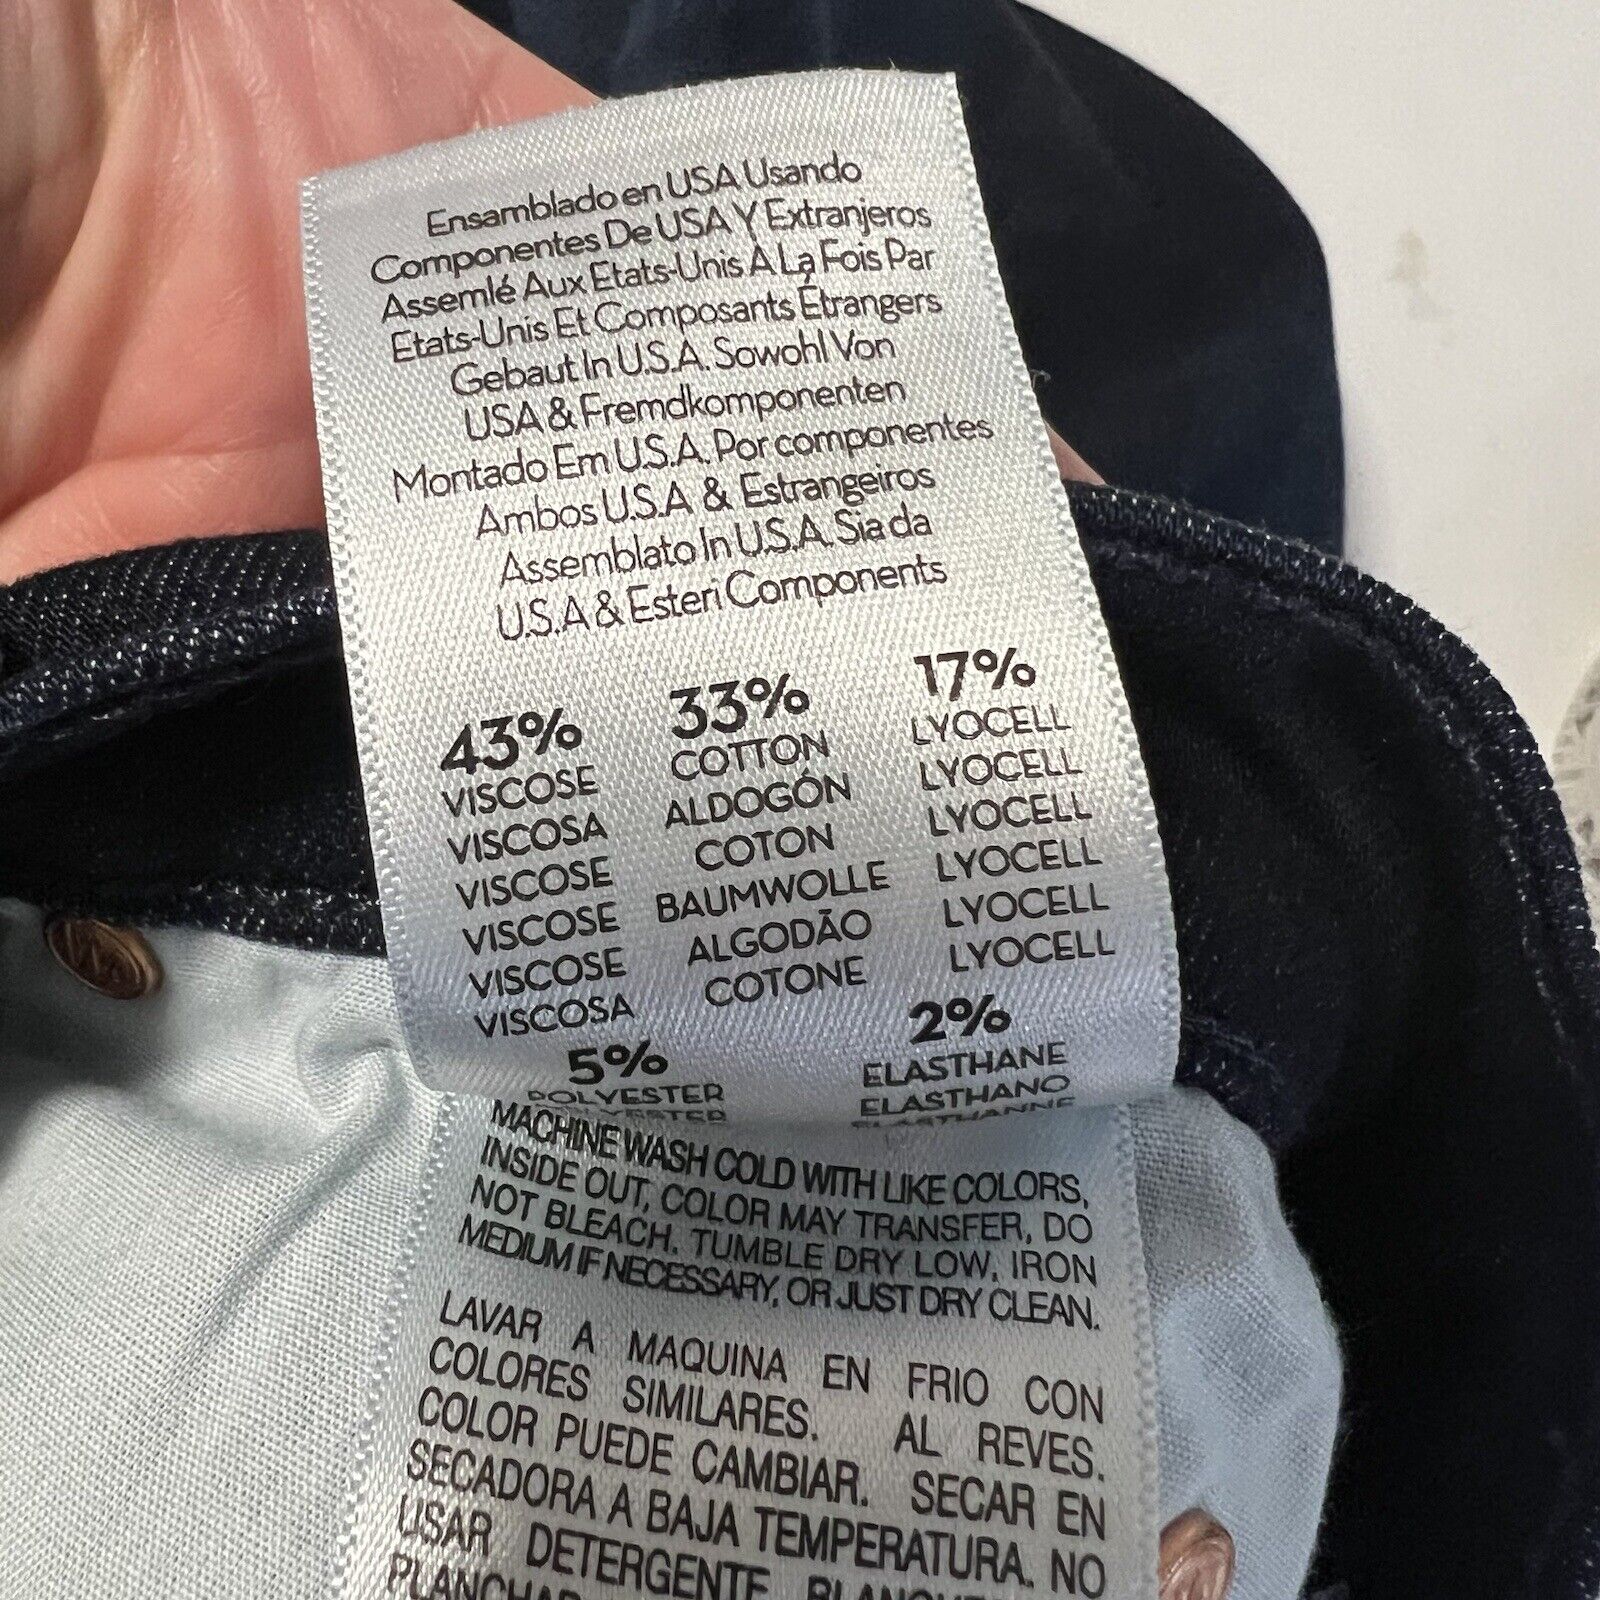 Ensamblado en USA Usando
Componentes De USA Y Extranjeros
Assemlé Aux Etats-Unis À La Fois Par
Etats-Unis Et Composants Étrangers
Gebaut In U.S.A. Sowohl Von
USA & Fremdkomponenten
Montado Em U.S.A. Por componentes
Ambos U.S.A & Estrangeiros
Assemblato In U.S.A. Sia da
U.S.A & Esteri Components
43%
VISCOSE
VISCOSA
VISCOSE
VISCOSE
VISCOSE
VISCOSA
33%
COTTON
ALDOGÓN
COTON
BAUMWOLLE
ALGODÃO
COTONE
17%
LYOCELL
LYOCELL
LYOCELL
LYOCELL
LYOCELL
LYOCELL
5%
POLYESTER
2%
ELASTHANE
ELASTHANO
ELASTHANNE
MACHINE WASH COLD WITH LIKE COLORS,
INSIDE OUT, COLOR MAY TRANSFER, DO
NOT BLEACH. TUMBLE DRY LOW, IRON
MEDIUM IF NECESSARY, OR JUST DRY CLEAN.
LAVAR A MAQUINA EN FRIO CON
COLORES SIMILARES. AL REVES.
COLOR PUEDE CAMBIAR. SECAR EN
SECADORA A BAJA TEMPERATURA. NO
USAR DETERGENTE